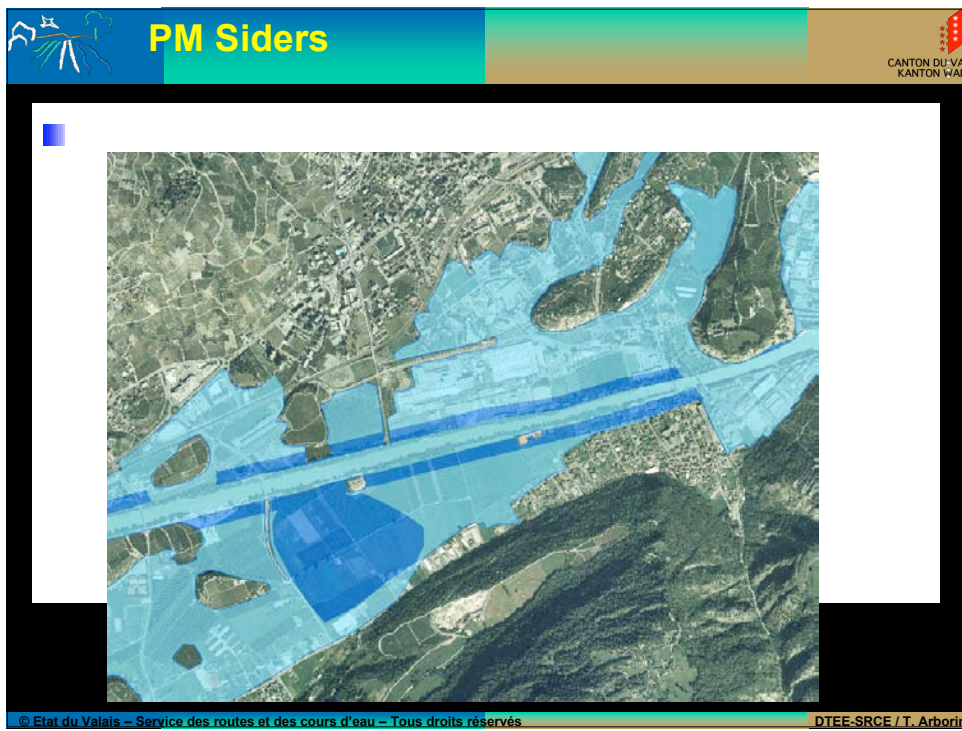 PM Siders
CANTON DU VA
KANTON WAL
© Etat du Valais – Service des routes et des cours d'eau – Tous droits réservés
DTEE-SRCE / T. Arborin